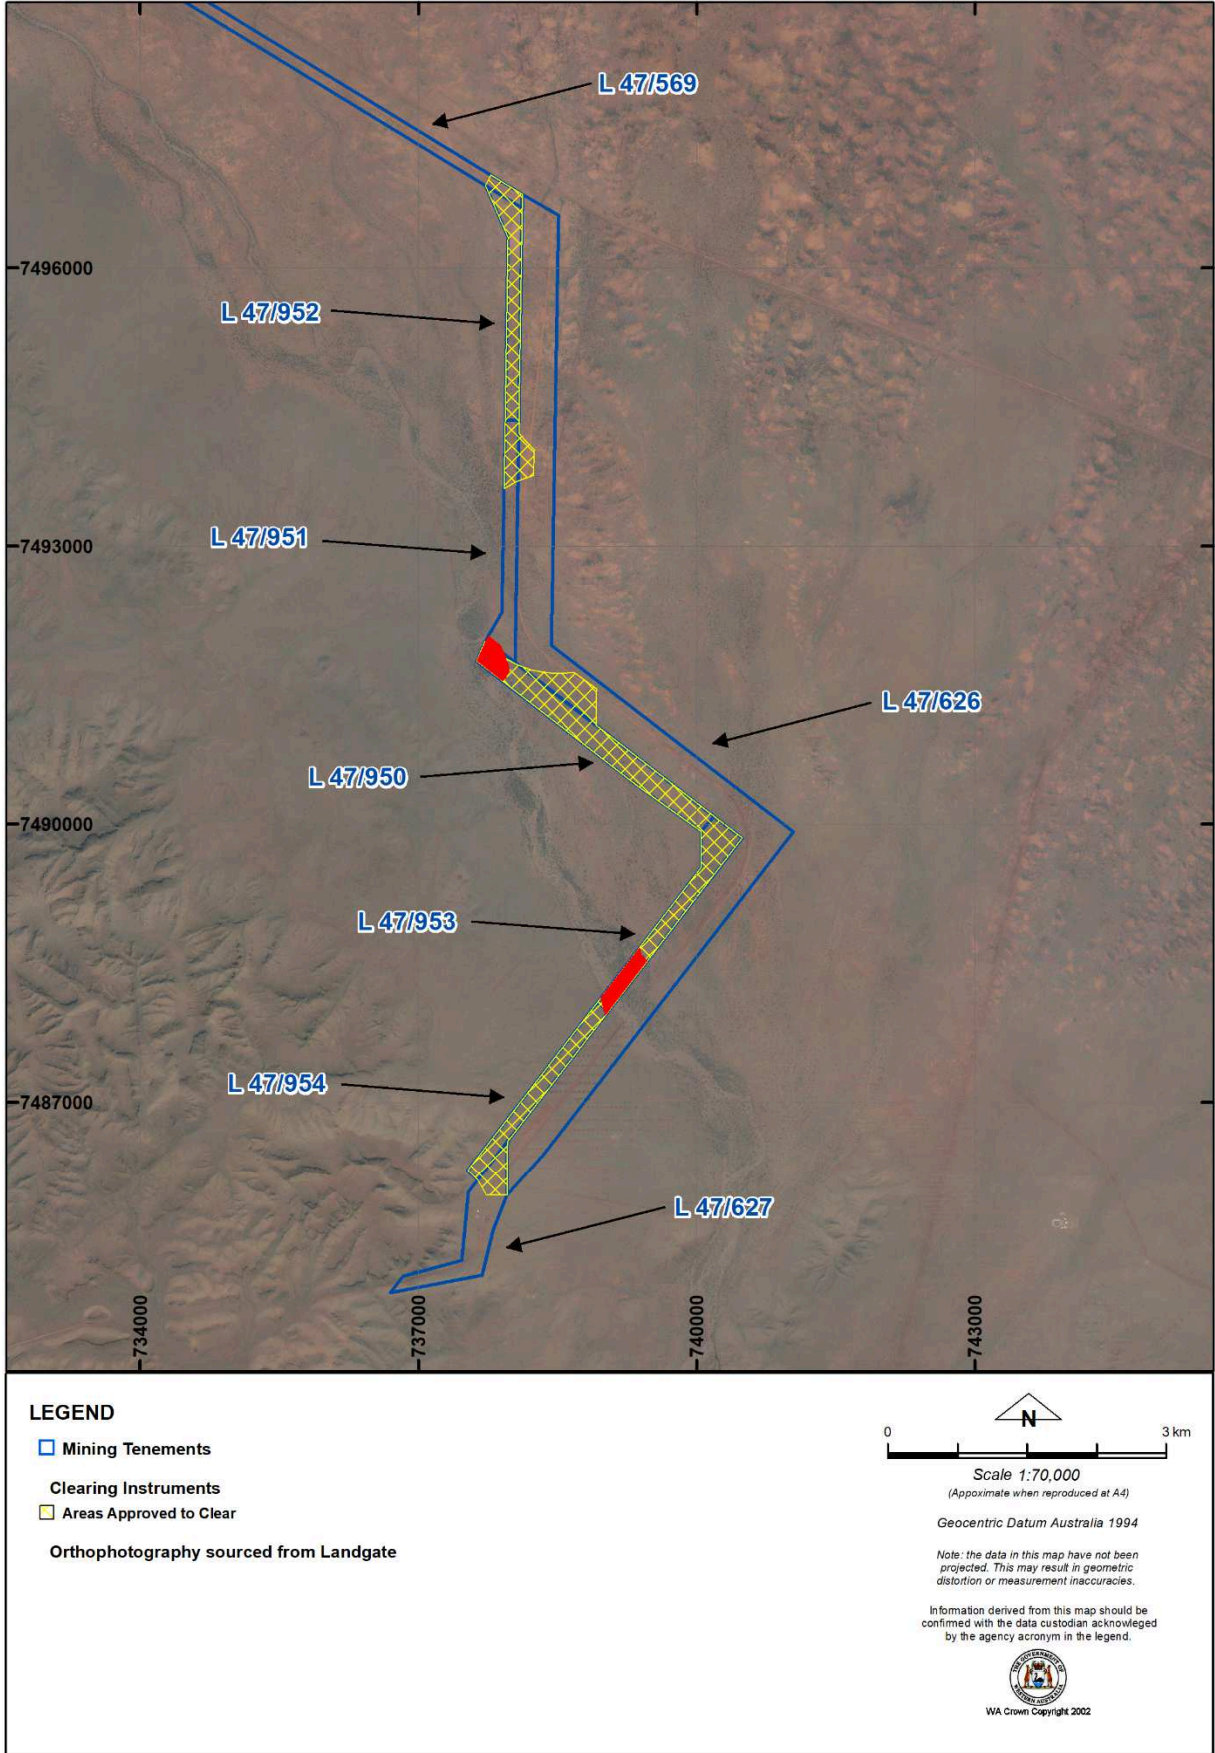 L 47/569
7496000
L 47/952
L 47/951
7493000
L 47/626
L 47/950
7490000
L 47/953
L 47/954
7487000
L 47/627
734000
737000
740000
743000
LEGEND
Mining Tenements
Clearing Instruments
Areas Approved to Clear
Orthophotography sourced from Landgate
N
0 3 km
Scale 1:70,000
(Appoximate when reproduced at A4)
Geocentric Datum Australia 1994
Note: the data in this map have not been
projected. This may result in geometric
distortion or measurement inaccuracies.
Information derived from this map should be
confirmed with the data custodian acknowleged
by the agency acronym in the legend.
THE GOVERNMENT OF
WESTERN AUSTRALIA
WA Crown Copyright 2002